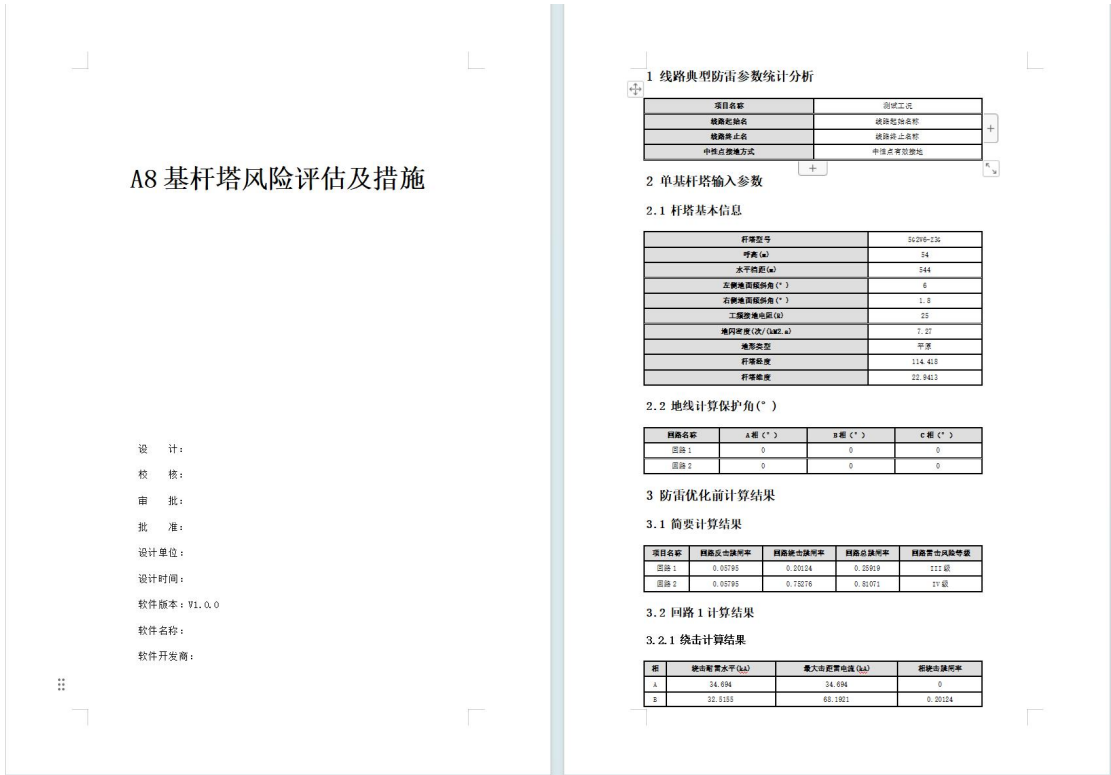 A8 基杆塔风险评估及措施
设 计：
校 核：
审 批：
批 准：
设计单位：
设计时间：
软件版本：V1.0.0
软件名称：
软件开发商：
1 线路典型防雷参数统计分析
项目名称 测试工况
线路起始名 线路起始名称
线路终止名 线路终止名称
中性点接地方式 中性点有效接地
2 单基杆塔输入参数
2.1 杆塔基本信息
杆塔型号
呼高(m) 54
水平档距(m) 544
左侧地面倾斜角(°) 6
右侧地面倾斜角(°) 1.8
工频接地电阻(Ω) 25
地闪密度(次/(kM2.a) 7.27
地形类型 平原
杆塔经度 114.418
杆塔维度 22.9413
2.2 地线计算保护角(°)
回路名称 A相(°) B相(°) C相(°)
回路1 0 0 0
回路2 0 0 0
3 防雷优化前计算结果
3.1 简要计算结果
项目名称 回路反击跳闸率 回路绕击跳闸率 回路总跳闸率 回路雷击风险等级
回路1 0.05795 0.20124 0.25919 III级
回路2 0.05795 0.75276 0.81071 IV级
3.2 回路1计算结果
3.2.1 绕击计算结果
相 绕击耐雷水平(kA) 最大击距雷电流(kA) 相绕击跳闸率
A 34.694 34.694 0
B 32.5155 68.1921 0.20124